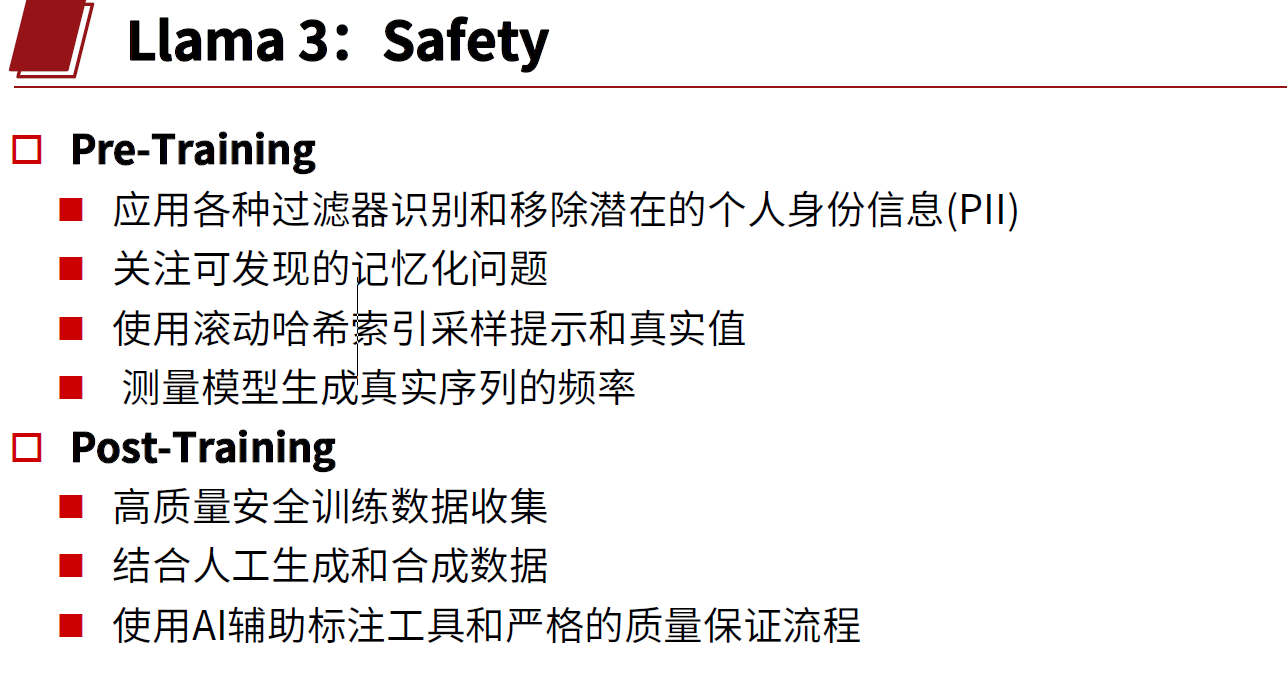 Llama 3：Safety
Pre-Training
应用各种过滤器识别和移除潜在的个人身份信息(PII)
关注可发现的记忆化问题
使用滚动哈希索引采样提示和真实值
测量模型生成真实序列的频率
Post-Training
高质量安全训练数据收集
结合人工生成和合成数据
使用AI辅助标注工具和严格的质量保证流程